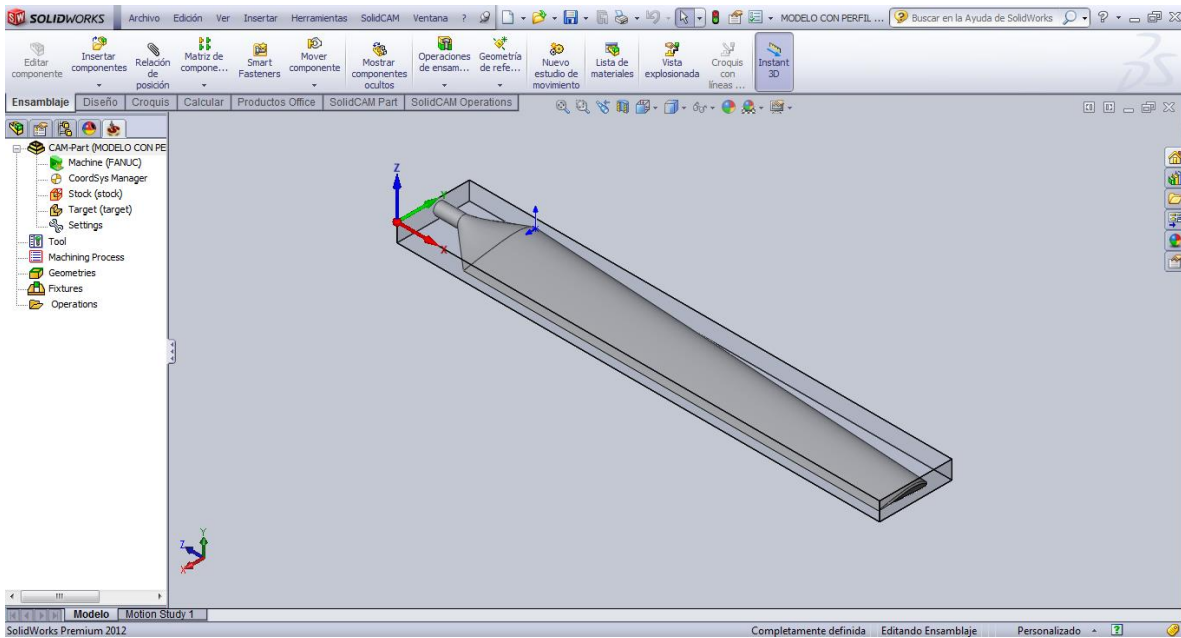 SOLIDWORKS Archivo Edición Ver Insertar Herramientas SolidCAM Ventana ? MODELO CON PERFIL ... Buscar en la Ayuda de SolidWorks ?
Editar componente
Insertar componentes
Relación de posición
Matriz de compone...
Smart Fasteners
Mover componente
Mostrar componentes ocultos
Operaciones de ensam...
Geometría de refe...
Nuevo estudio de movimiento
Lista de materiales
Vista explosionada
Croquis con líneas ...
Instant 3D
Ensamblaje Diseño Croquis Calcular Productos Office SolidCAM Part SolidCAM Operations
CAM-Part (MODELO CON PE
Machine (FANUC)
CoordSys Manager
Stock (stock)
Target (target)
Settings
Tool
Machining Process
Geometries
Fixtures
Operations
Z
Y
X
Y
Z
X
Modelo Motion Study 1
SolidWorks Premium 2012 Completamente definida Editando Ensamblaje Personalizado ?